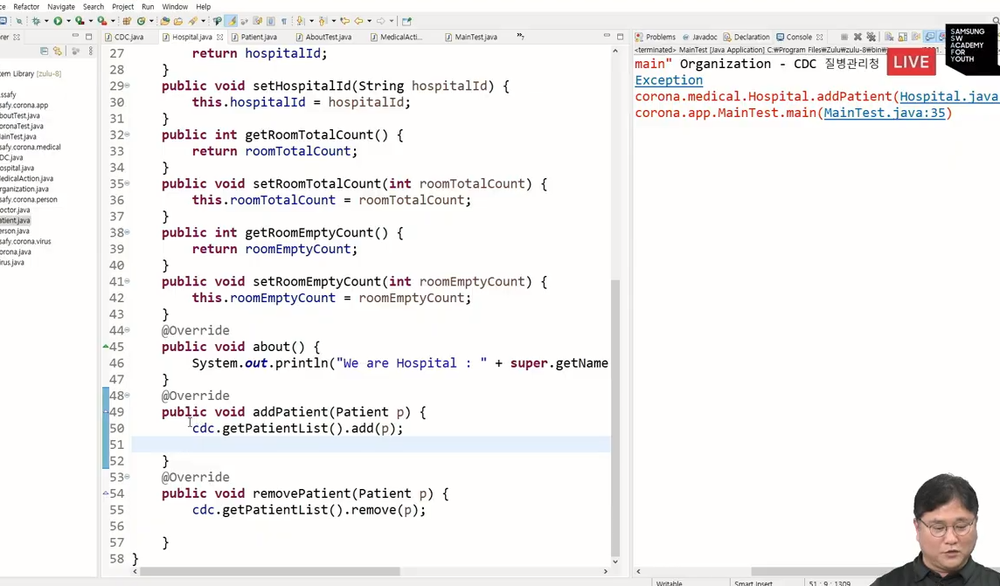 ce Refactor Navigate Search Project Run Window Help
orer
CDC.java Hospital.java Patient.java AboutTest.java MedicalActi... MainTest.java
Problems Javadoc Declaration Console
SAMSUNG
SW
ACADEMY
FOR
YOUTH
LIVE
<terminated> MainTest [Java Application] C:\Program Files\Zulu\zulu-8\bin\
main" Organization - CDC 질병관리청
Exception
corona.medical.Hospital.addPatient(Hospital.java
corona.app.MainTest.main(MainTest.java:35)
stem Library [zulu-8]
.ssafy
safy.corona.app
boutTest.java
oronaTest.java
MainTest.java
safy.corona.medical
DC.java
ospital.java
MedicalAction.java
rganization.java
safy.corona.person
octor.java
atient.java
erson.java
safy.corona.virus
orona.java
irus.java
27 return hospitalId;
28 }
29 public void setHospitalId(String hospitalId) {
30 this.hospitalId = hospitalId;
31 }
32 public int getRoomTotalCount() {
33 return roomTotalCount;
34 }
35 public void setRoomTotalCount(int roomTotalCount) {
36 this.roomTotalCount = roomTotalCount;
37 }
38 public int getRoomEmptyCount() {
39 return roomEmptyCount;
40 }
41 public void setRoomEmptyCount(int roomEmptyCount) {
42 this.roomEmptyCount = roomEmptyCount;
43 }
44 @Override
45 public void about() {
46 System.out.println("We are Hospital : " + super.getName
47 }
48 @Override
49 public void addPatient(Patient p) {
50 cdc.getPatientList().add(p);
51
52 }
53 @Override
54 public void removePatient(Patient p) {
55 cdc.getPatientList().remove(p);
56
57 }
58 }
Writable Smart Insert 51 : 9 : 1309